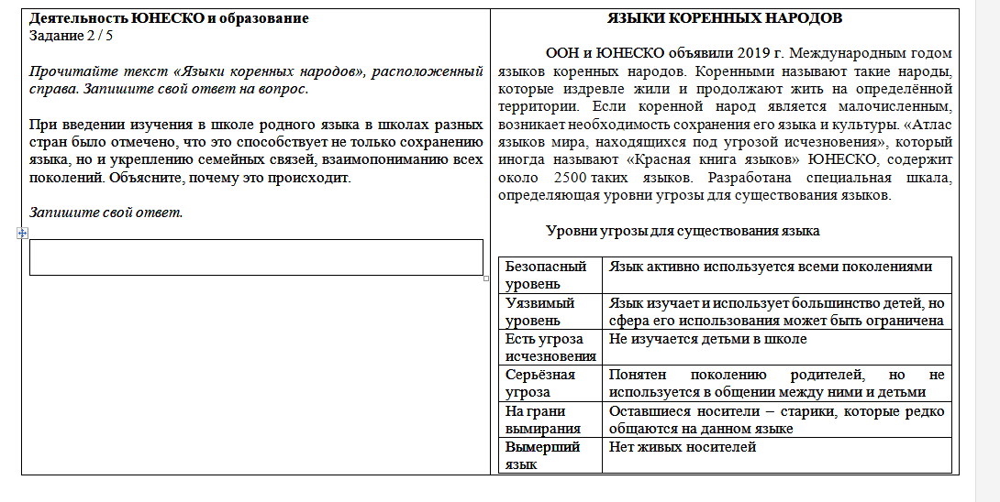 Деятельность ЮНЕСКО и образование
Задание 2 / 5
Прочитайте текст «Языки коренных народов», расположенный
справа. Запишите свой ответ на вопрос.
При введении изучения в школе родного языка в школах разных
стран было отмечено, что это способствует не только сохранению
языка, но и укреплению семейных связей, взаимопониманию всех
поколений. Объясните, почему это происходит.
Запишите свой ответ.
ЯЗЫКИ КОРЕННЫХ НАРОДОВ
ООН и ЮНЕСКО объявили 2019 г. Международным годом
языков коренных народов. Коренными называют такие народы,
которые издревле жили и продолжают жить на определённой
территории. Если коренной народ является малочисленным,
возникает необходимость сохранения его языка и культуры. «Атлас
языков мира, находящихся под угрозой исчезновения», который
иногда называют «Красная книга языков» ЮНЕСКО, содержит
около 2500 таких языков. Разработана специальная шкала,
определяющая уровни угрозы для существования языков.
Уровни угрозы для существования языка
Безопасный
уровень
Язык активно используется всеми поколениями
Уязвимый
уровень
Язык изучает и использует большинство детей, но
сфера его использования может быть ограничена
Есть угроза
исчезновения
Не изучается детьми в школе
Серьёзная
угроза
Понятен поколению родителей, но не
используется в общении между ними и детьми
На грани
вымирания
Оставшиеся носители – старики, которые редко
общаются на данном языке
Вымерший
язык
Нет живых носителей